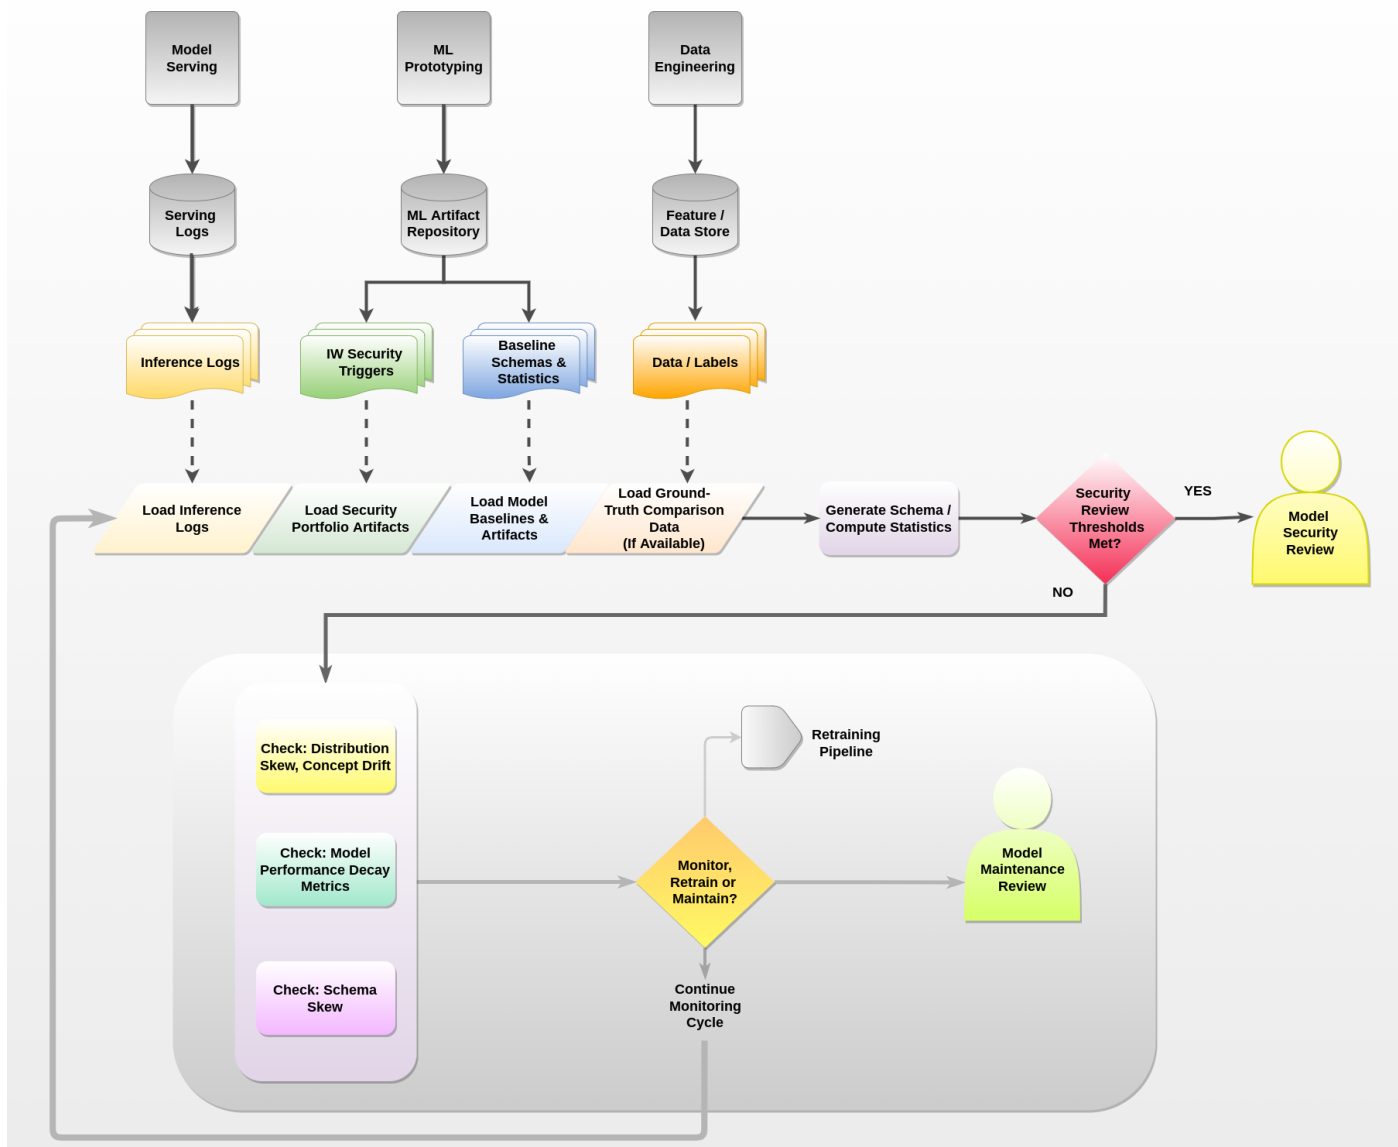 Model
Serving
ML
Prototyping
Data
Engineering
Serving
Logs
ML Artifact
Repository
Feature /
Data Store
Inference Logs
IW Security
Triggers
Baseline
Schemas &
Statistics
Data / Labels
Load Inference
Logs
Load Security
Portfolio Artifacts
Load Model
Baselines &
Artifacts
Load Ground-
Truth Comparison
Data
(If Available)
Generate Schema /
Compute Statistics
Security
Review
Thresholds
Met?
YES
Model
Security
Review
NO
Check: Distribution
Skew, Concept Drift
Check: Model
Performance Decay
Metrics
Check: Schema
Skew
Retraining
Pipeline
Monitor,
Retrain or
Maintain?
Model
Maintenance
Review
Continue
Monitoring
Cycle